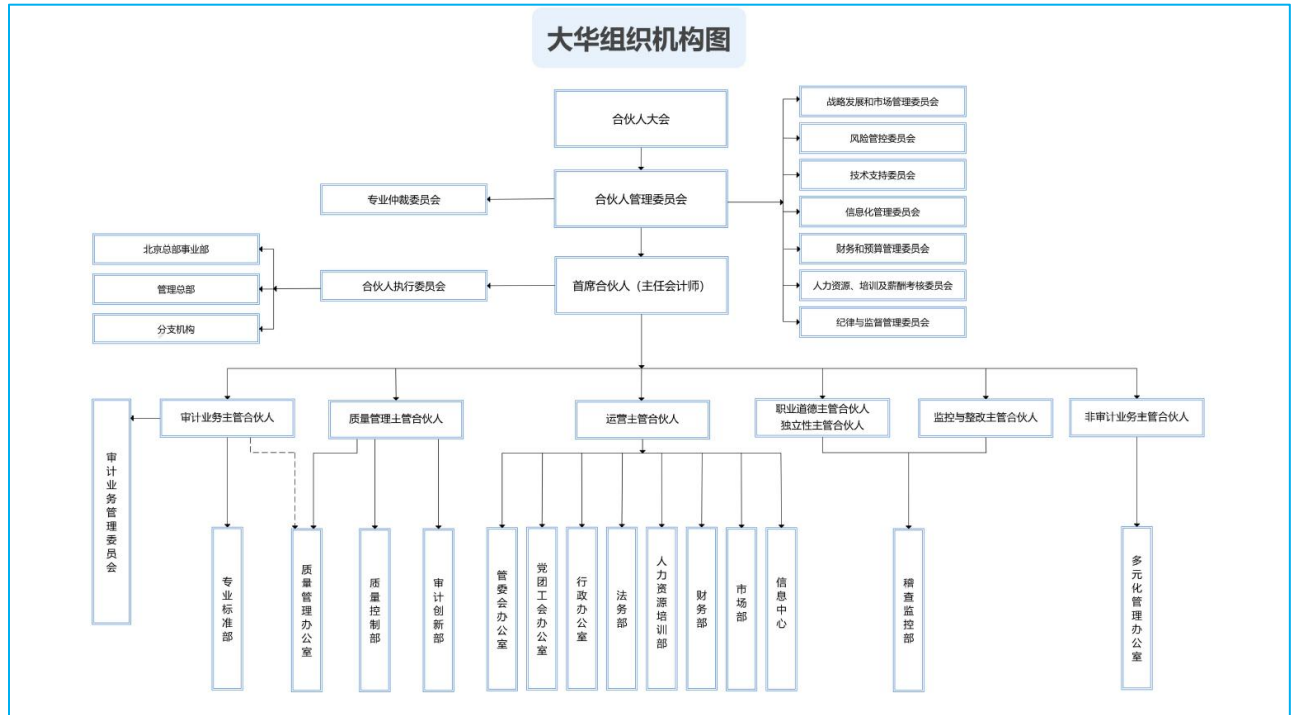 大华组织机构图
合伙人大会
战略发展和市场管理委员会
风险管控委员会
技术支持委员会
专业仲裁委员会
合伙人管理委员会
信息化管理委员会
北京总部事业部
财务和预算管理委员会
管理总部
合伙人执行委员会
首席合伙人（主任会计师）
人力资源、培训及薪酬考核委员会
分支机构
纪律与监督管理委员会
审计业务主管合伙人
质量管理主管合伙人
运营主管合伙人
职业道德主管合伙人
独立性主管合伙人
监控与整改主管合伙人
非审计业务主管合伙人
审计业务管理委员会
专业标准部
质量管理办公室
质量控制部
审计创新部
管委会办公室
党团工会办公室
行政办公室
法务部
人力资源培训部
财务部
市场部
信息中心
稽查监控部
多元化管理办公室